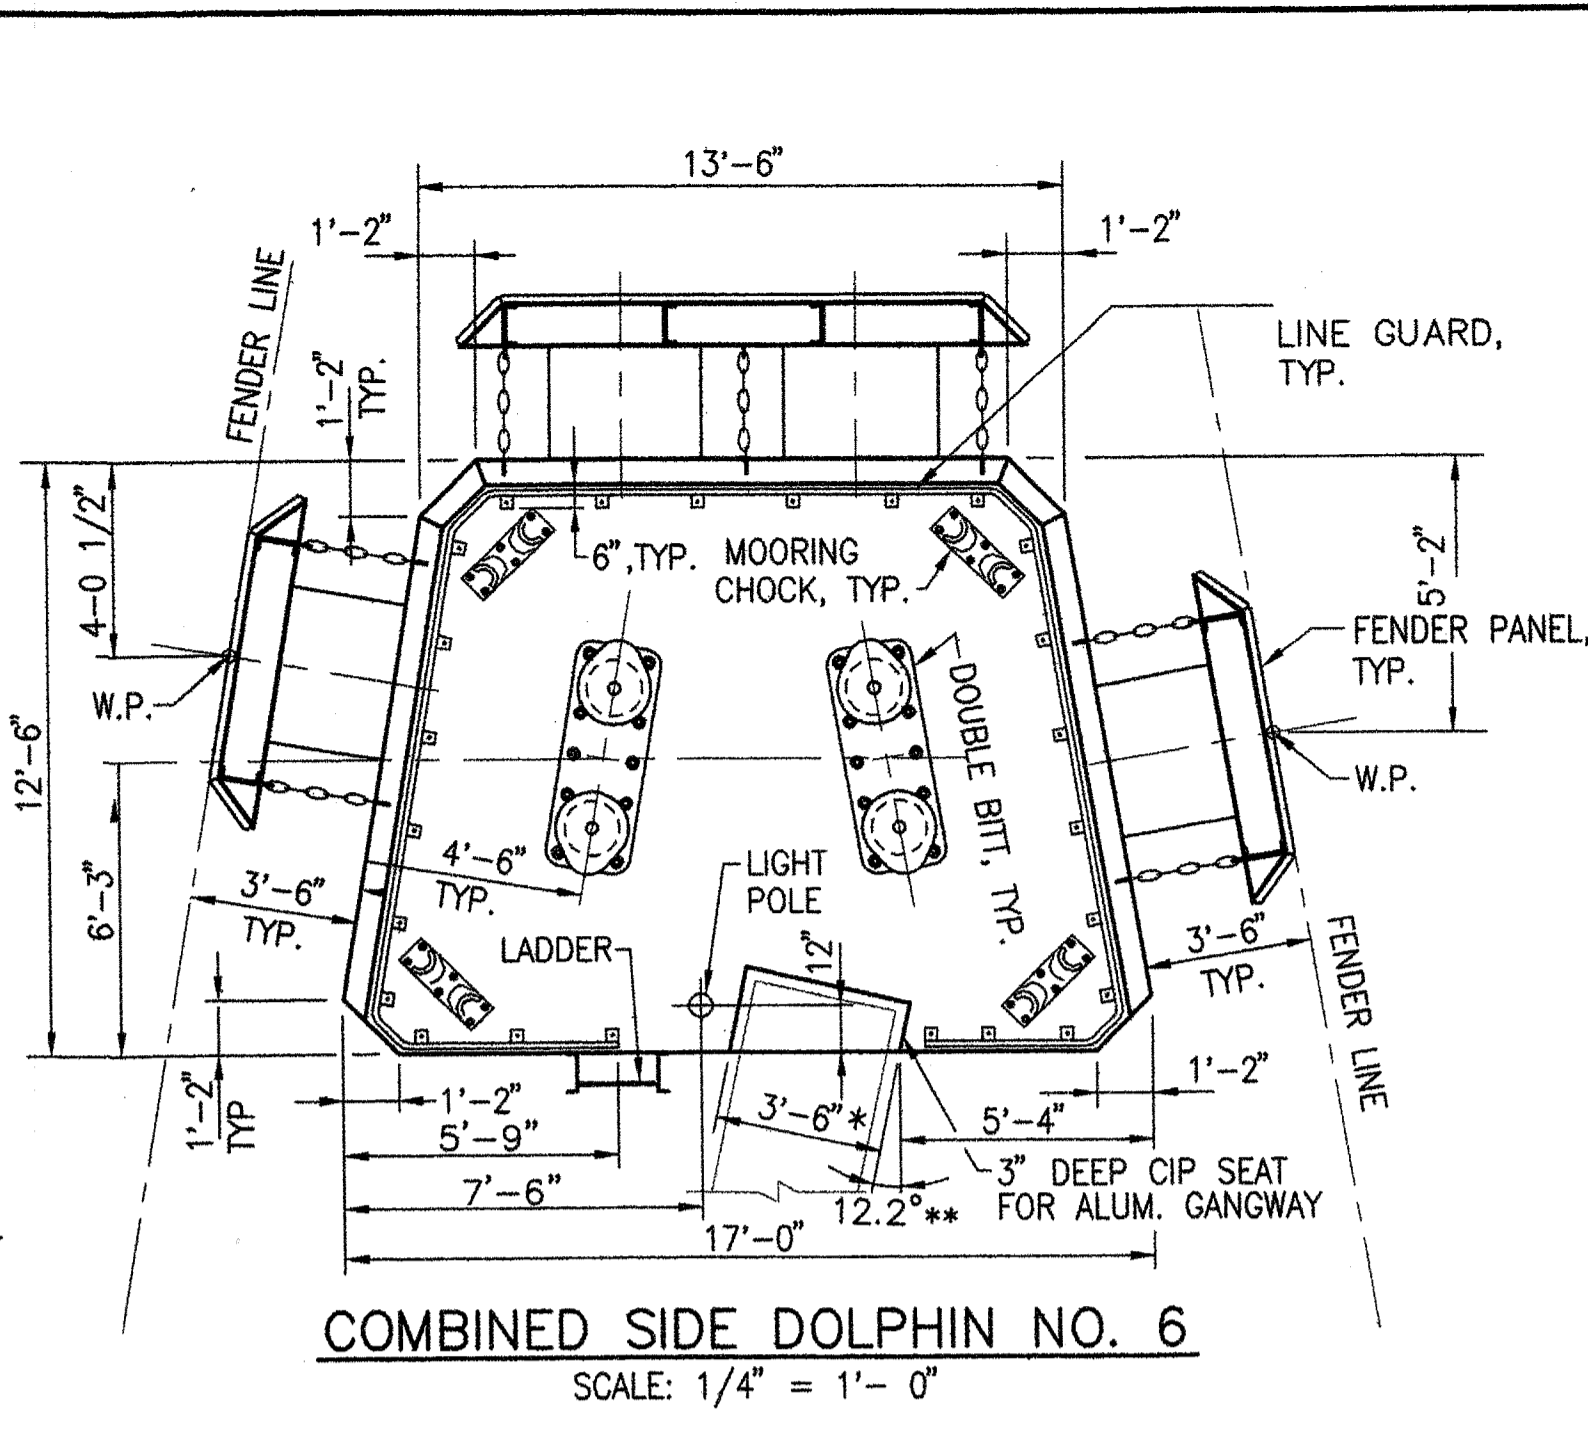 13'-6"
1'-2"
1'-2"
FENDER LINE
LINE GUARD,
TYP.
1'-2"
TYP.
4-0 1/2"
6",TYP.
MOORING
CHOCK, TYP.
5'-2"
FENDER PANEL,
TYP.
W.P.
W.P.
12'-6"
DOUBLE BITT, TYP.
6'-3"
4'-6"
TYP.
3'-6"
TYP.
LIGHT
POLE
LADDER
12"
3'-6"
TYP.
FENDER LINE
1'-2"
TYP
1'-2"
1'-2"
3'-6"*
5'-4"
5'-9"
3" DEEP CIP SEAT
FOR ALUM. GANGWAY
7'-6"
12.2°**
17'-0"
COMBINED SIDE DOLPHIN NO. 6
SCALE: 1/4" = 1'- 0"